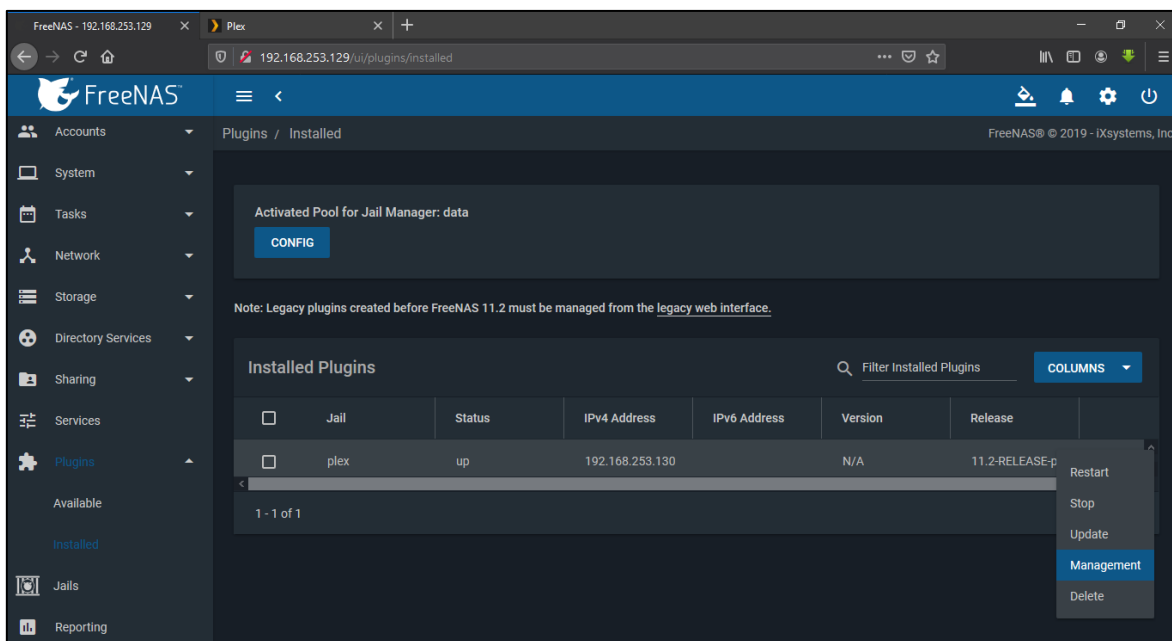 FreeNAS - 192.168.253.129
Plex
192.168.253.129/ui/plugins/installed
FreeNAS
Accounts
Plugins / Installed
FreeNAS® © 2019 - iXsystems, Inc
System
Tasks
Activated Pool for Jail Manager: data
CONFIG
Network
Storage
Note: Legacy plugins created before FreeNAS 11.2 must be managed from the legacy web interface.
Directory Services
Sharing
Installed Plugins
Filter Installed Plugins
COLUMNS
Services
Jail Status IPv4 Address IPv6 Address Version Release
Plugins
plex up 192.168.253.130 N/A 11.2-RELEASE-p
Restart
Stop
Update
Management
Delete
Available
1 - 1 of 1
Installed
Jails
Reporting